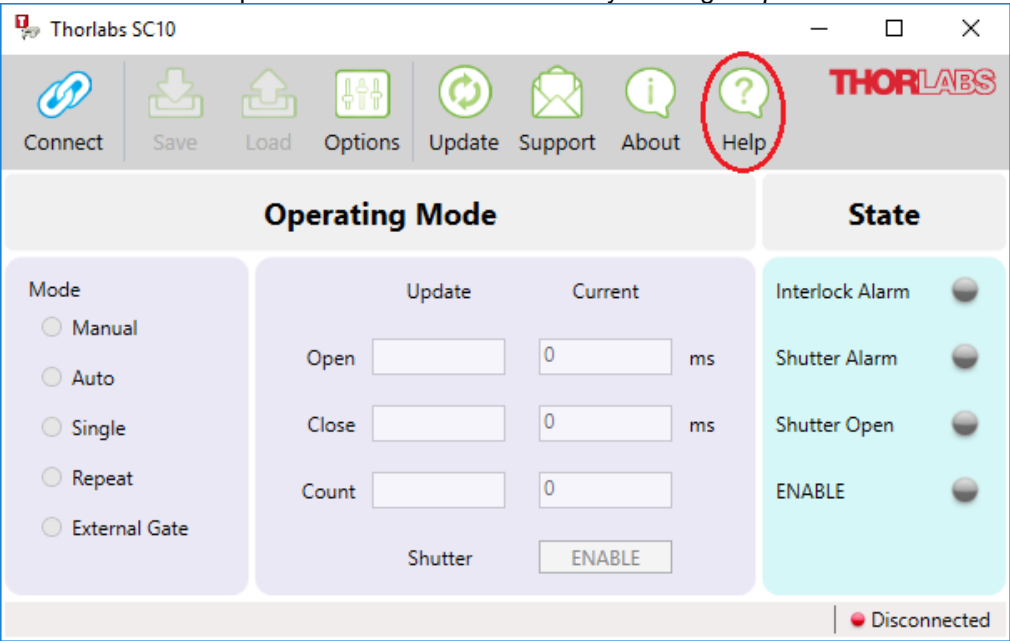 Thorlabs SC10
THORLABS
Connect Save Load Options Update Support About Help
Operating Mode State
Mode Update Current Interlock Alarm
Manual
Open 0 ms Shutter Alarm
Auto
Single Close 0 ms Shutter Open
Repeat
Count 0 ENABLE
External Gate
Shutter ENABLE
Disconnected